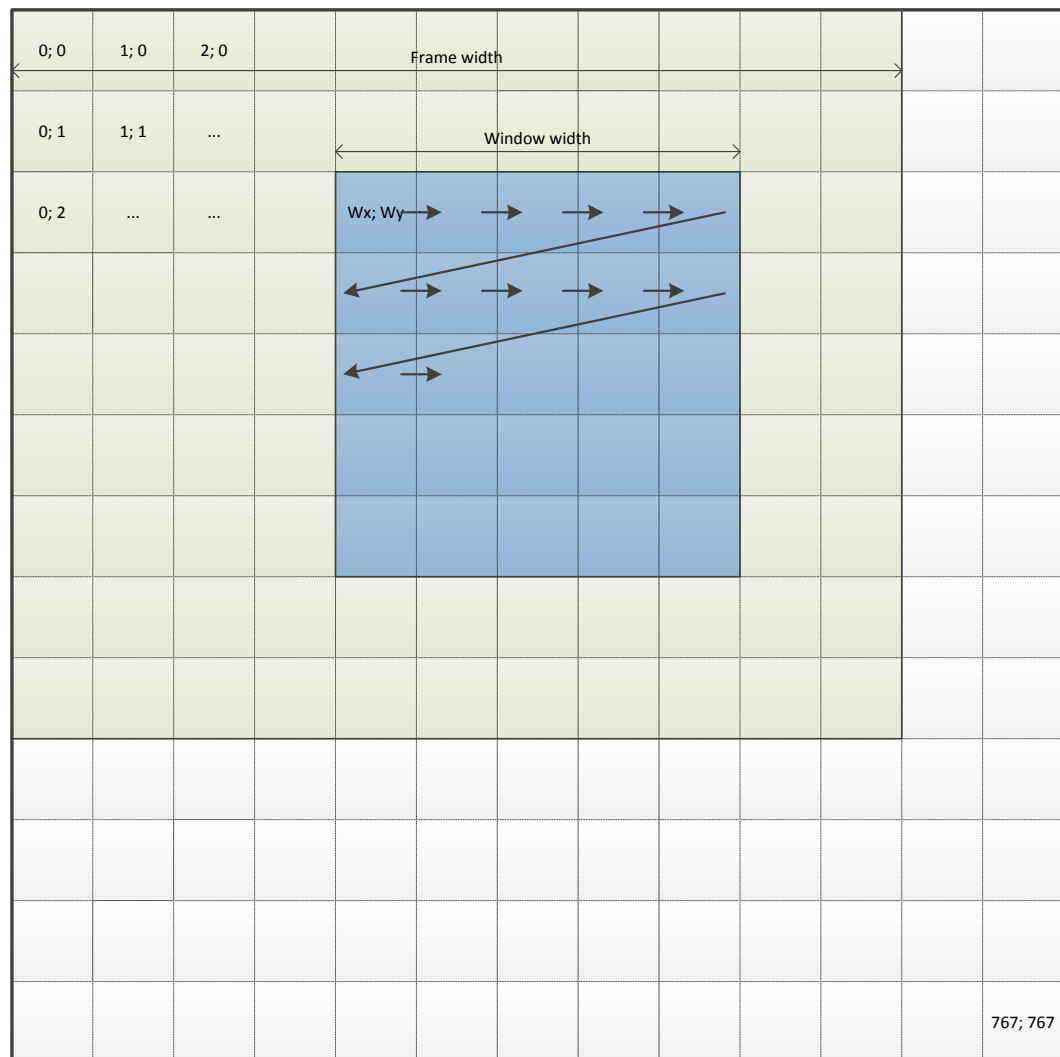 0; 0 1; 0 2; 0
Frame width
0; 1 1; 1 ...
Window width
0; 2 ... ...
Wx; Wy
767; 767